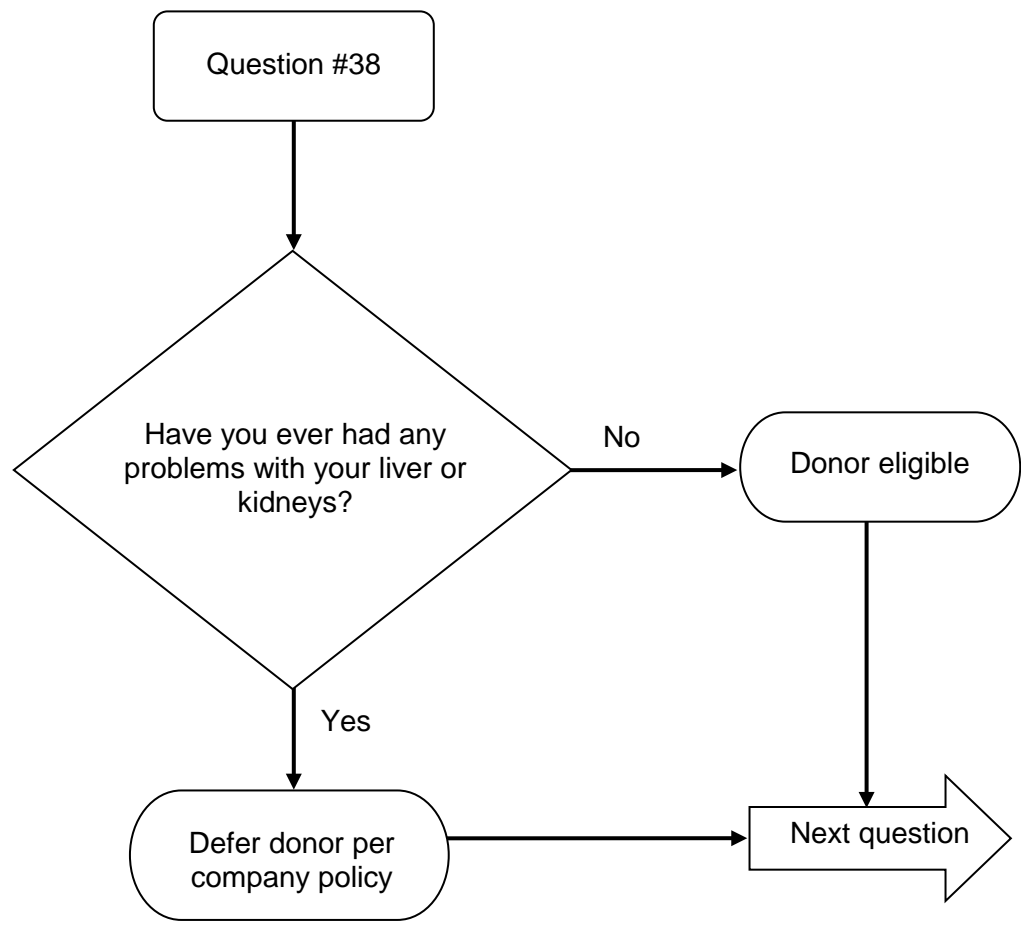 Question #38
Have you ever had any
problems with your liver or
kidneys?
No
Donor eligible
Yes
Defer donor per
company policy
Next question